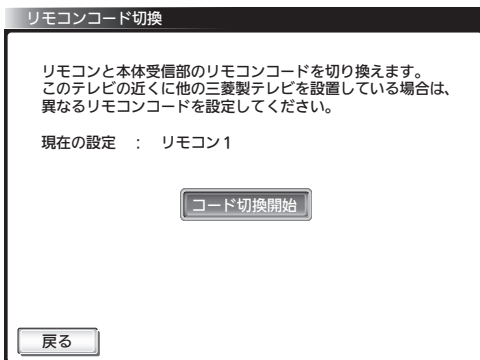 リモコンコード切換
リモコンと本体受信部のリモコンコードを切り換えます。
このテレビの近くに他の三菱製テレビを設置している場合は、
異なるリモコンコードを設定してください。
現在の設定　：　リモコン1
コード切換開始
戻る